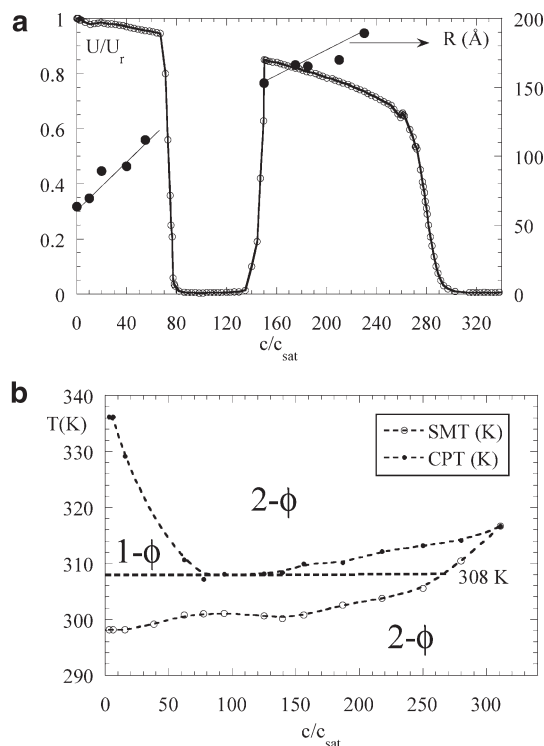 a
U/U_r
R (Å)
1
0.8
0.6
0.4
0.2
0
200
150
100
50
0
0 40 80 120 160 200 240 280 320
c/c_sat
b
T(K)
340
330
320
310
300
290
SMT (K)
CPT (K)
2-ϕ
1-ϕ
308 K
2-ϕ
0 50 100 150 200 250 300
c/c_sat